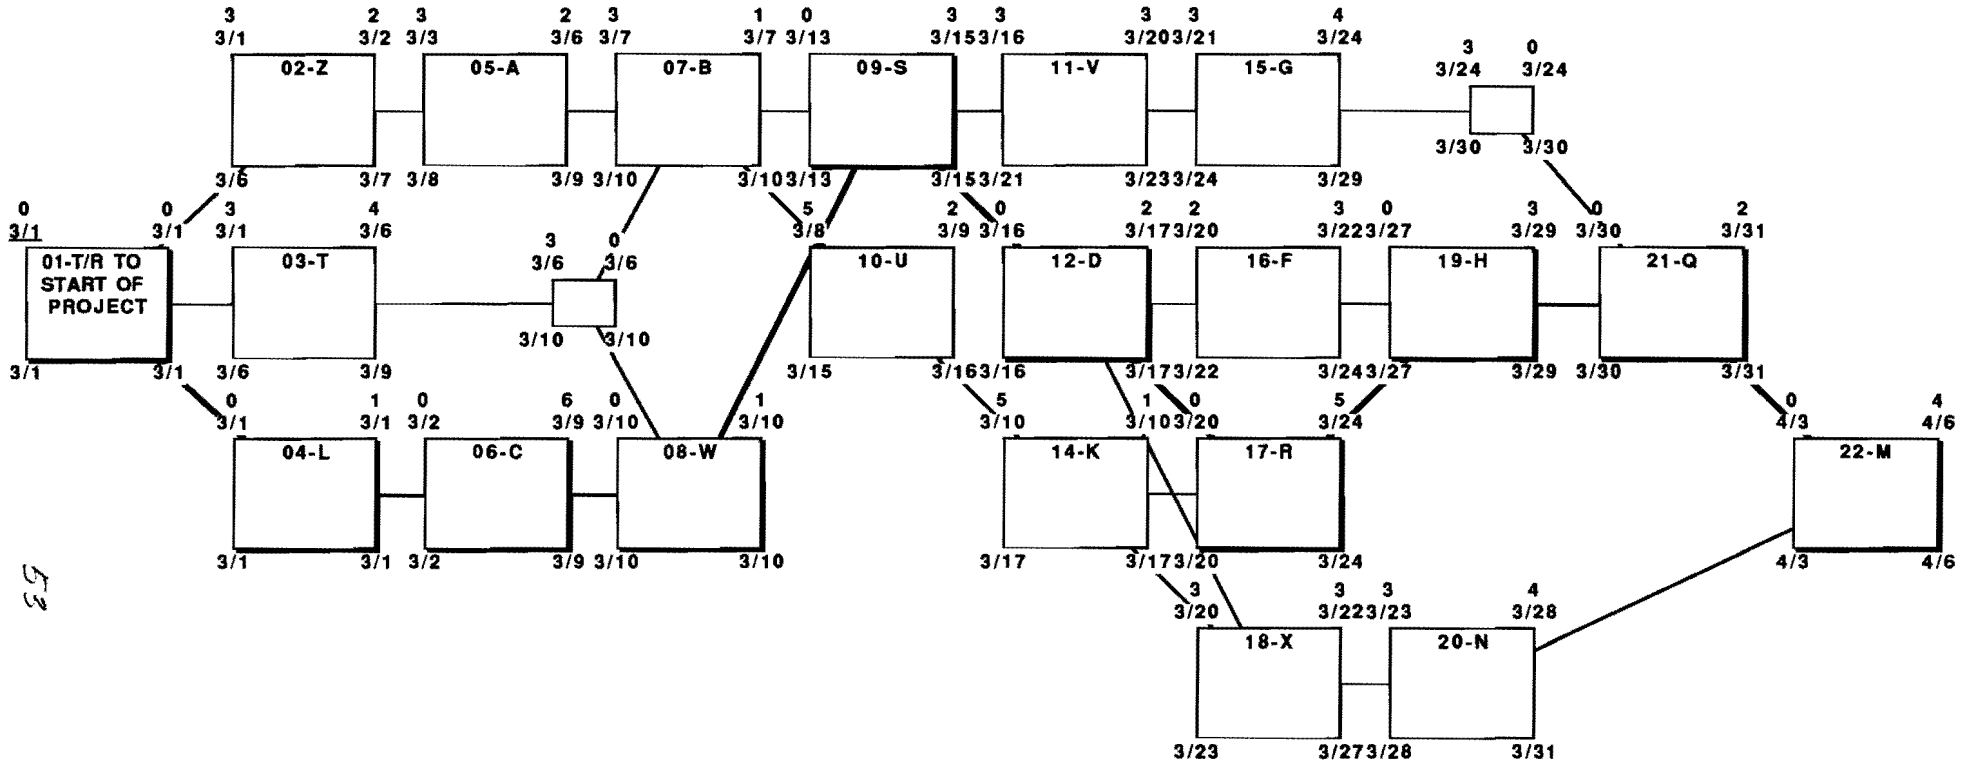 3 2 3 2 3 1 0 3 3 3 3 4
3/1 3/2 3/3 3/6 3/7 3/7 3/13 3/15 3/16 3/20 3/21 3/24
3 0
3/24 3/24
02-Z 05-A 07-B 09-S 11-V 15-G
3/30 3/30
3/6 3/7 3/8 3/9 3/10 3/10 3/13 3/15 3/21 3/23 3/24 3/29
0 0 3 4 5 2 0 2 2 3 0 3 0 2
3/1 3/1 3/1 3/6 3/8 3/9 3/16 3/17 3/20 3/22 3/27 3/29 3/30 3/31
3 0
3/6 3/6
01-T/R TO
START OF
PROJECT
03-T 10-U 12-D 16-F 19-H 21-Q
3/10 3/10
3/1 3/1 3/6 3/9 3/15 3/16 3/16 3/17 3/22 3/24 3/27 3/29 3/30 3/31
0 1 0 6 0 1 5 1 0 5 0 4
3/1 3/1 3/2 3/9 3/10 3/10 3/10 3/10 3/20 3/24 4/3 4/6
04-L 06-C 08-W 14-K 17-R 22-M
3/1 3/1 3/2 3/9 3/10 3/10 3/17 3/17 3/20 3/24 4/3 4/6
53
3 3 3 4
3/20 3/22 3/23 3/28
18-X 20-N
3/23 3/27 3/28 3/31